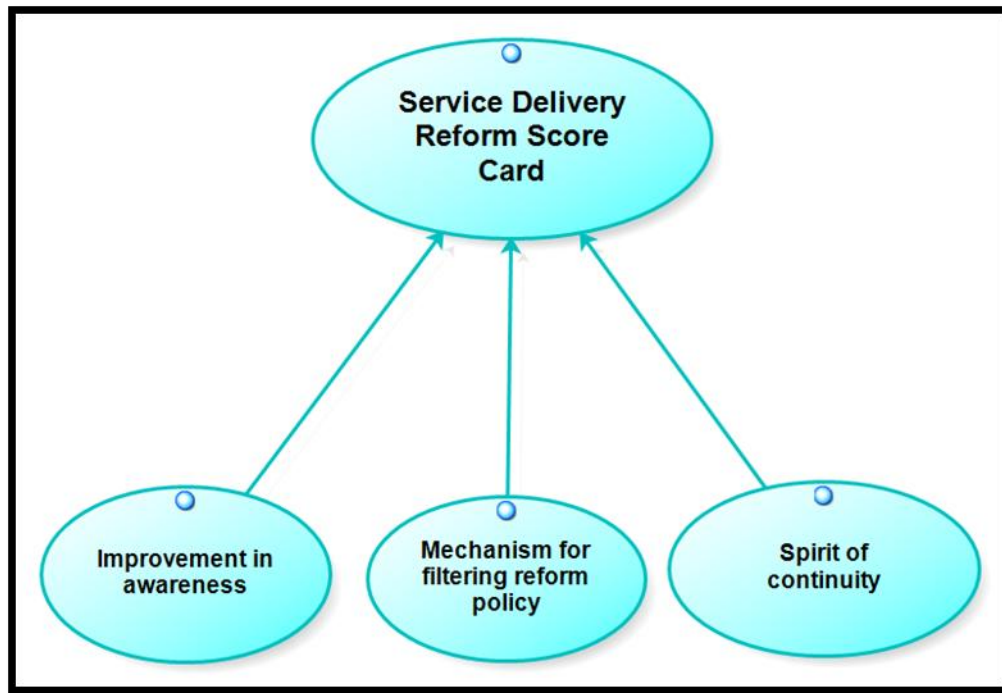 Service Delivery
Reform Score
Card
Improvement in
awareness
Mechanism for
filtering reform
policy
Spirit of
continuity